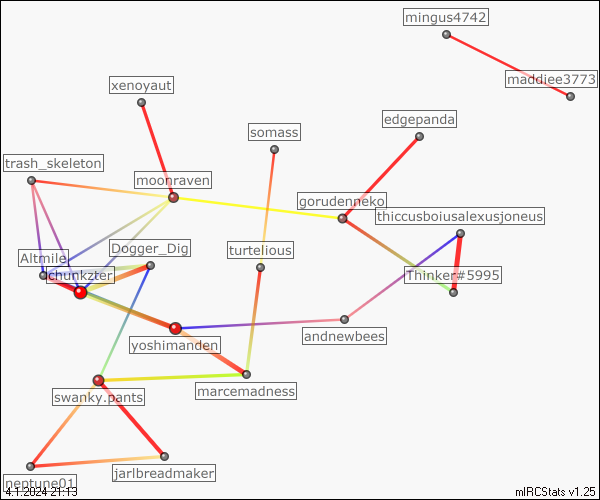 mingus4742
maddiee3773
xenoyaut
edgepanda
somass
trash_skeleton
moonraven
gorudenneko
thiccusboiusalexusjoneus
Dogger_Dig
turtelious
Altmile
chunkzter
Thinker#5995
andnewbees
yoshimanden
marcemadness
swanky.pants
jarlbreadmaker
neptune01
4.1.2024 21:13
mIRCStats v1.25